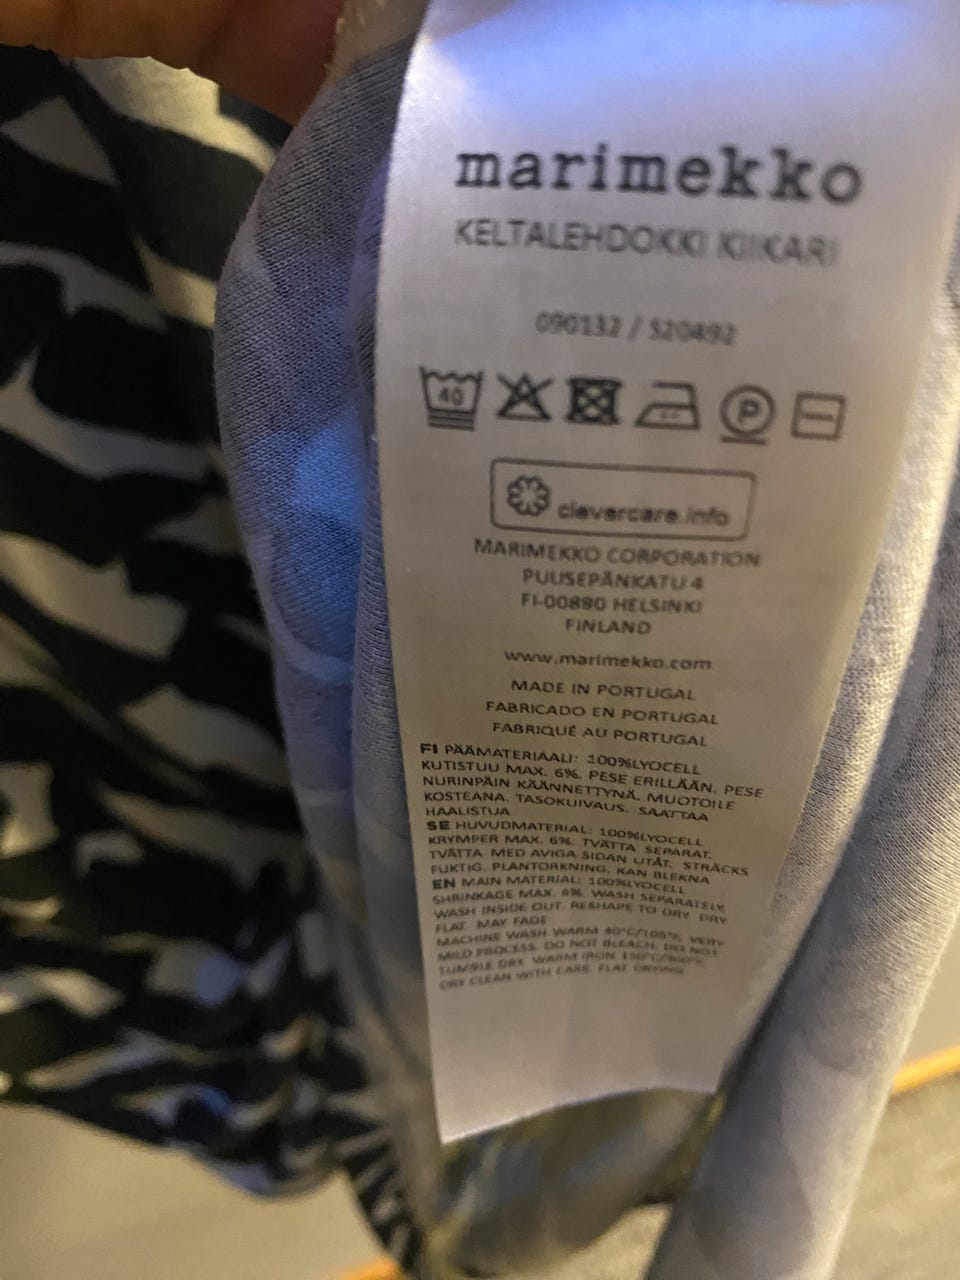 marimekko
KELTALEHDOKKI KIIKARI
090132 / S20492
40
P
clevercare.info
MARIMEKKO CORPORATION
PUUSEPÄNKATU 4
FI-00880 HELSINKI
FINLAND
www.marimekko.com
MADE IN PORTUGAL
FABRICADO EN PORTUGAL
FABRIQUÉ AU PORTUGAL
FI PÄÄMATERIAALI: 100%LYOCELL
KUTISTUU MAX. 6%. PESE ERILLÄÄN. PESE
NURINPÄIN KÄÄNNETTYNÄ. MUOTOILE
KOSTEANA. TASOKUIVAUS. SAATTAA
HAALISTUA
SE HUVUDMATERIAL: 100%LYOCELL
KRYMPER MAX. 6%. TVÄTTA SEPARAT.
TVÄTTA MED AVIGA SIDAN UTÅT. STRÄCKS
FUKTIG. PLANTORKNING. KAN BLEKNA
EN MAIN MATERIAL: 100%LYOCELL
SHRINKAGE MAX. 6%. WASH SEPARATELY.
WASH INSIDE OUT. RESHAPE TO DRY. DRY
FLAT. MAY FADE
MACHINE WASH WARM 40°C/105°F, VERY
MILD PROCESS. DO NOT BLEACH. DO NOT
TUMBLE DRY. WARM IRON 150°C/300°F.
DRY CLEAN WITH CARE. FLAT DRYING